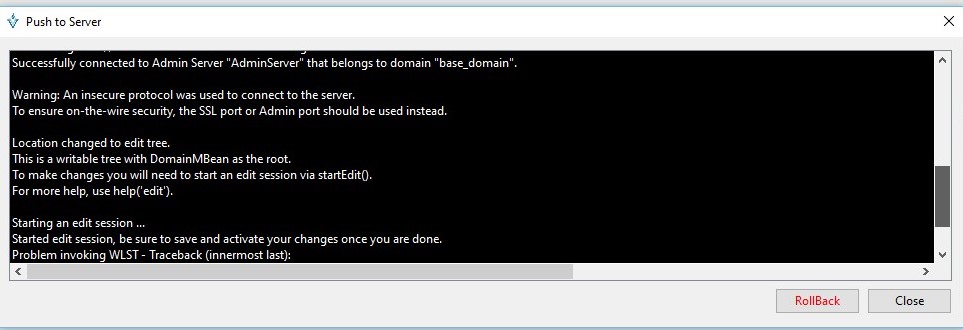 Push to Server
Successfully connected to Admin Server "AdminServer" that belongs to domain "base_domain".
Warning: An insecure protocol was used to connect to the server.
To ensure on-the-wire security, the SSL port or Admin port should be used instead.
Location changed to edit tree.
This is a writable tree with DomainMBean as the root.
To make changes you will need to start an edit session via startEdit().
For more help, use help('edit').
Starting an edit session ...
Started edit session, be sure to save and activate your changes once you are done.
Problem invoking WLST - Traceback (innermost last):
RollBack
Close